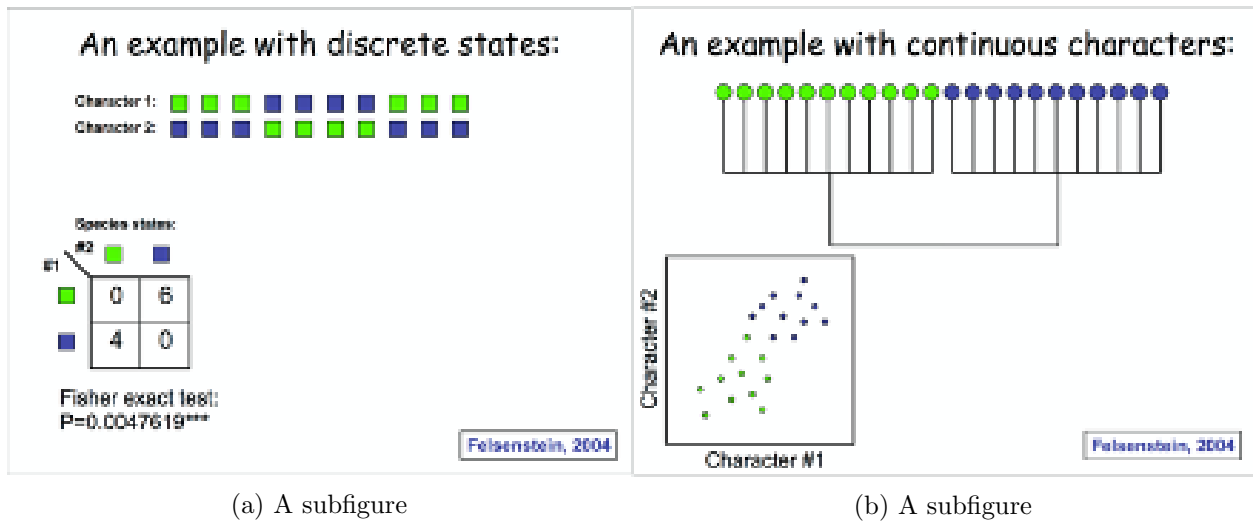 An example with discrete states:
Character 1:
Character 2:
Species states:
#2
#1
0 6
4 0
Fisher exact test:
P=0.0047619***
Felsenstein, 2004
(a) A subfigure
An example with continuous characters:
Character #2
Character #1
Felsenstein, 2004
(b) A subfigure